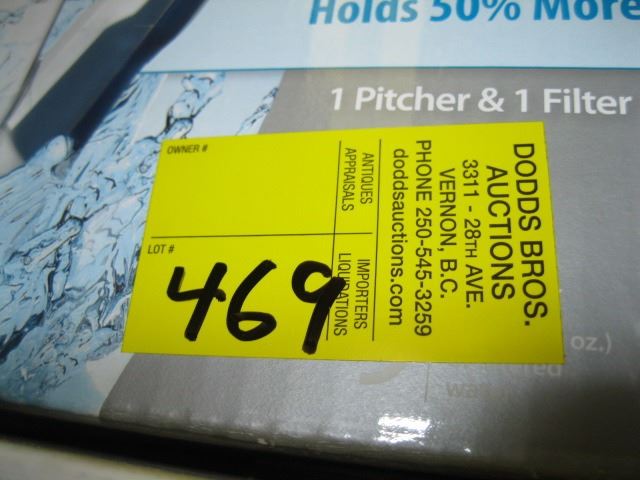 Holds 50% More
1 Pitcher & 1 Filter
DODDS BROS.
AUCTIONS
3311 - 28TH AVE.
VERNON, B.C.
PHONE 250-545-3259
doddsauctions.com
ANTIQUES
APPRAISALS
IMPORTERS
LIQUIDATIONS
OWNER #
LOT #
469
oz.)